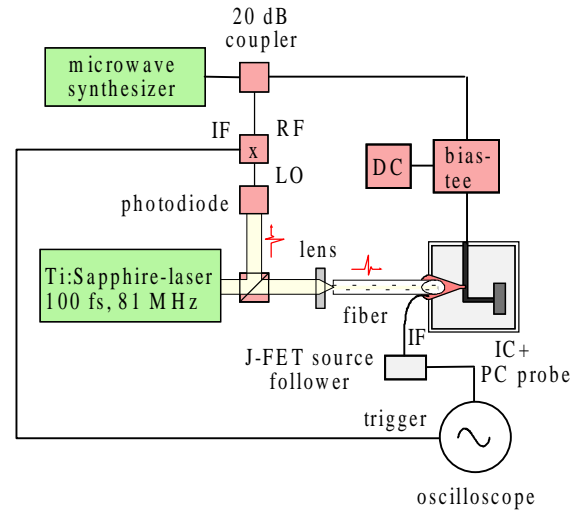 20 dB
coupler
microwave
synthesizer
IF
RF
x
LO
DC
bias-
tee
photodiode
Ti:Sapphire-laser
100 fs, 81 MHz
lens
fiber
IF
IC+
PC probe
J-FET source
follower
trigger
oscilloscope